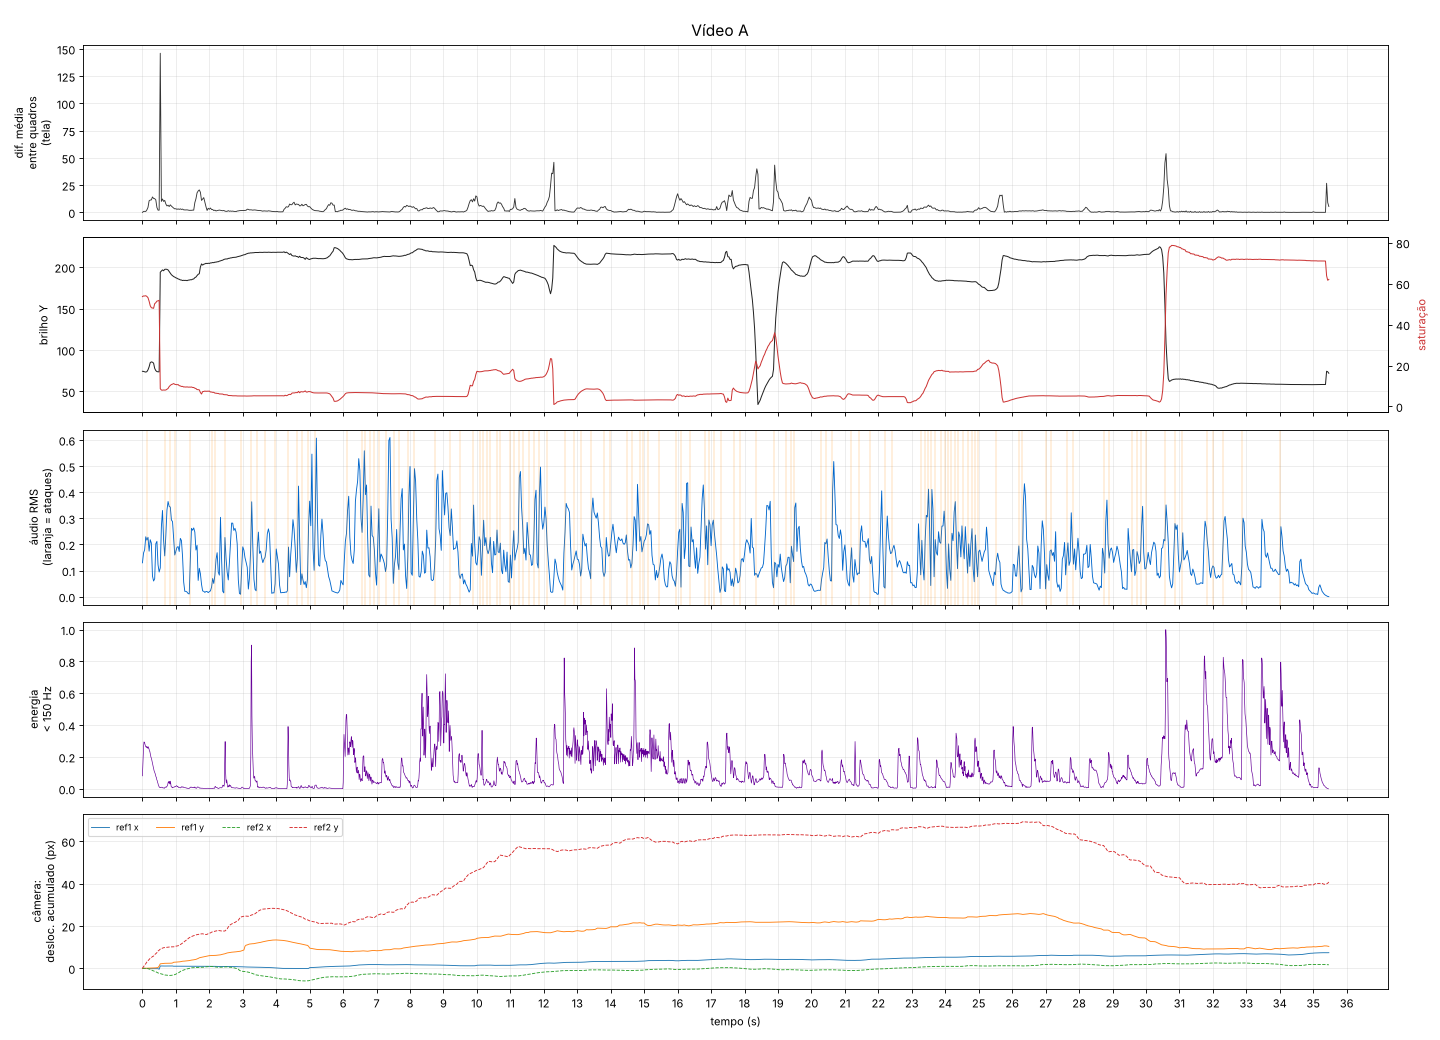 Vídeo A
dif. média
entre quadros
(tela)
150
125
100
75
50
25
0
brilho Y
200
150
100
50
80
60
40
20
0
saturação
áudio RMS
(laranja = ataques)
0.6
0.5
0.4
0.3
0.2
0.1
0.0
energia
< 150 Hz
1.0
0.8
0.6
0.4
0.2
0.0
câmera:
desloc. acumulado (px)
60
40
20
0
ref1 x ref1 y ref2 x ref2 y
0 1 2 3 4 5 6 7 8 9 10 11 12 13 14 15 16 17 18 19 20 21 22 23 24 25 26 27 28 29 30 31 32 33 34 35 36
tempo (s)